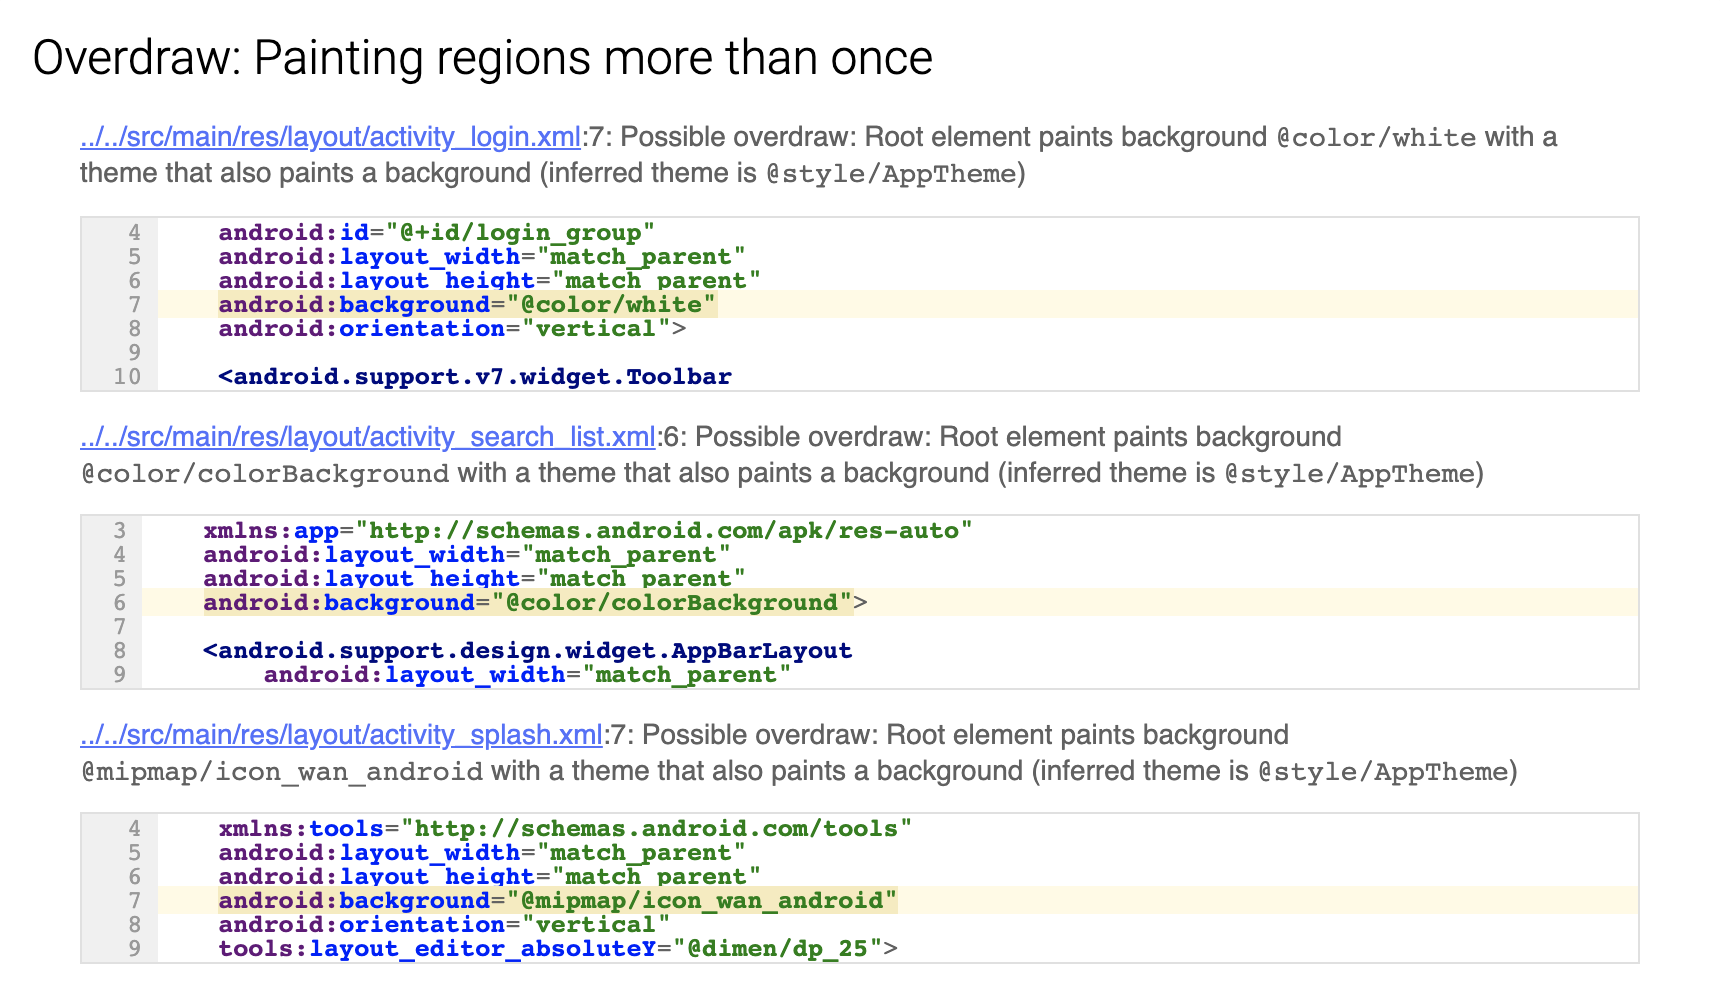 Overdraw: Painting regions more than once
../../src/main/res/layout/activity_login.xml:7: Possible overdraw: Root element paints background @color/white with a
theme that also paints a background (inferred theme is @style/AppTheme)
4 android:id="@+id/login_group"
5 android:layout_width="match_parent"
6 android:layout_height="match_parent"
7 android:background="@color/white"
8 android:orientation="vertical">
9
10 <android.support.v7.widget.Toolbar
../../src/main/res/layout/activity_search_list.xml:6: Possible overdraw: Root element paints background
@color/colorBackground with a theme that also paints a background (inferred theme is @style/AppTheme)
3 xmlns:app="http://schemas.android.com/apk/res-auto"
4 android:layout_width="match_parent"
5 android:layout_height="match_parent"
6 android:background="@color/colorBackground">
7
8 <android.support.design.widget.AppBarLayout
9 android:layout_width="match_parent"
../../src/main/res/layout/activity_splash.xml:7: Possible overdraw: Root element paints background
@mipmap/icon_wan_android with a theme that also paints a background (inferred theme is @style/AppTheme)
4 xmlns:tools="http://schemas.android.com/tools"
5 android:layout_width="match_parent"
6 android:layout_height="match_parent"
7 android:background="@mipmap/icon_wan_android"
8 android:orientation="vertical"
9 tools:layout_editor_absoluteY="@dimen/dp_25">